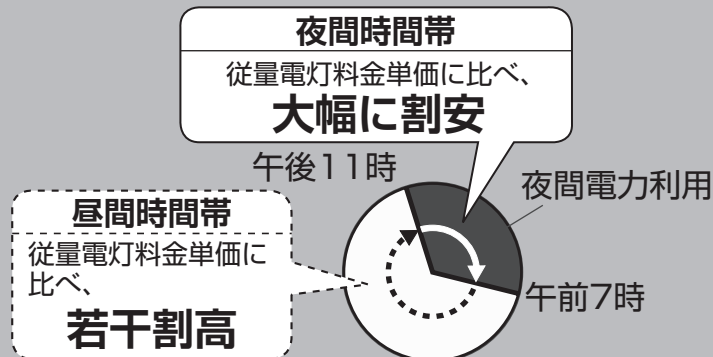 夜間時間帯
従量電灯料金単価に比べ、
大幅に割安
午後11時
夜間電力利用
昼間時間帯
従量電灯料金単価に
比べ、
若干割高
午前7時